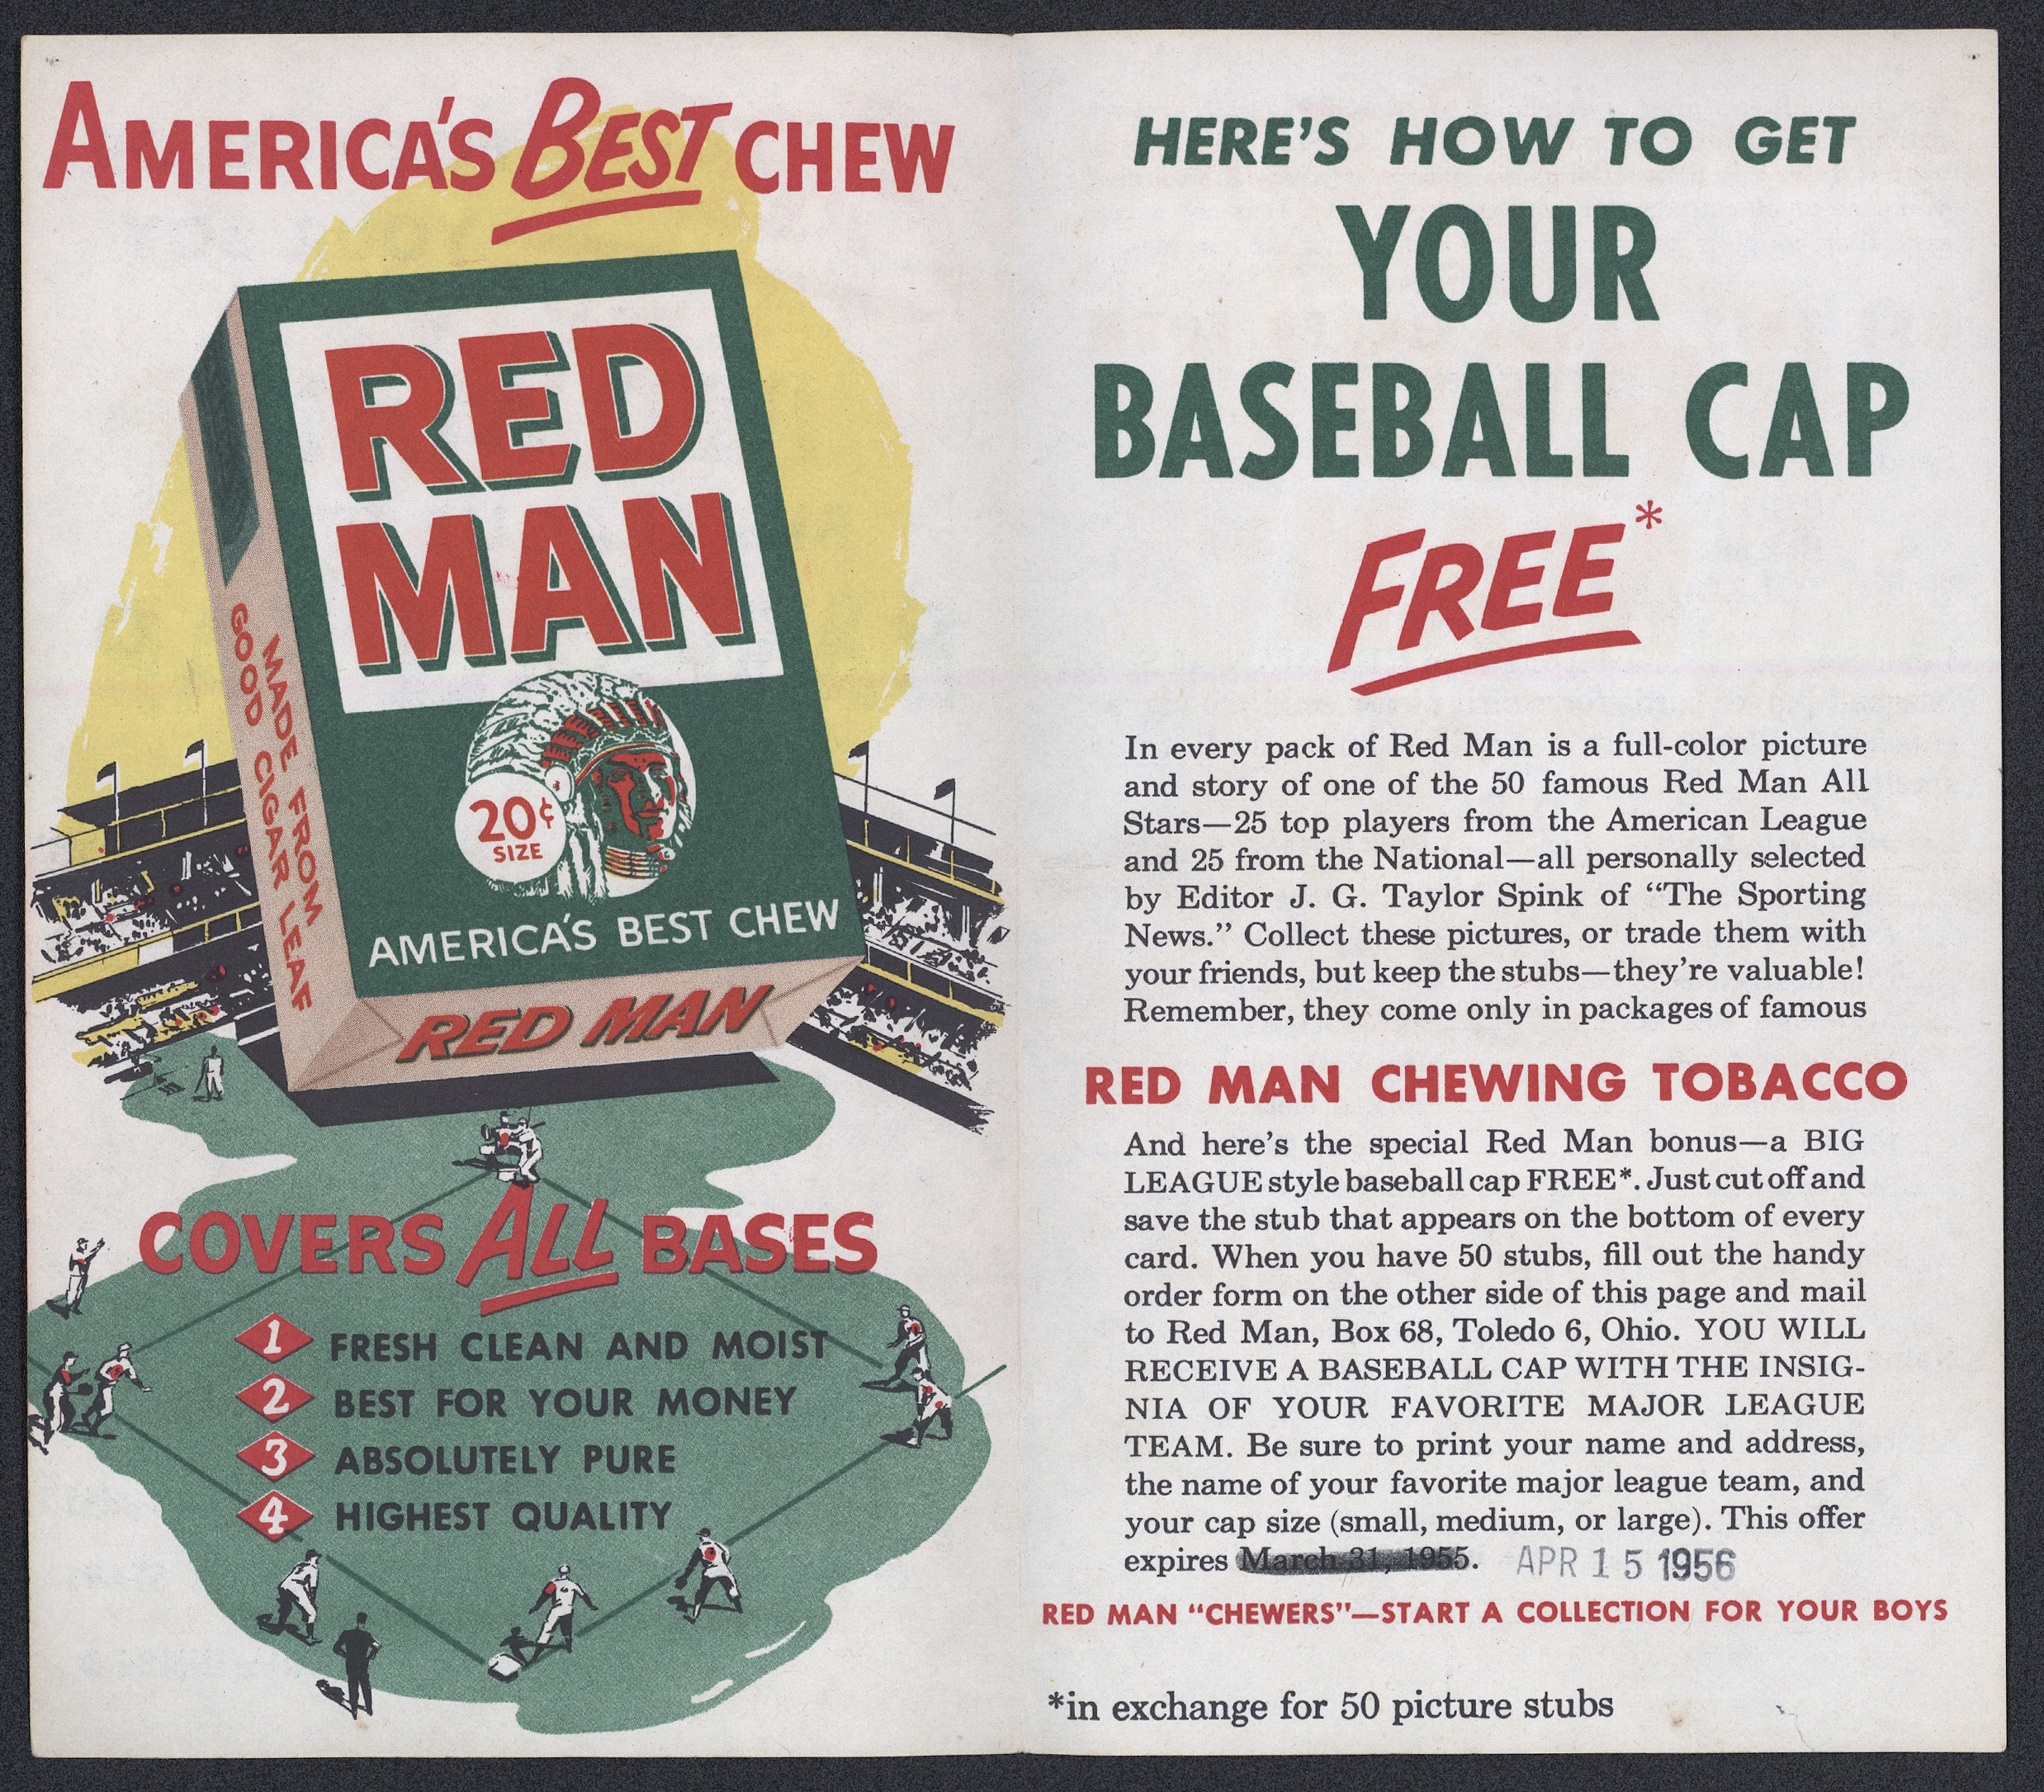 AMERICA'S BEST CHEW
RED
MAN
20¢
SIZE
AMERICA'S BEST CHEW
MADE FROM
GOOD CIGAR LEAF
RED MAN
COVERS ALL BASES
1 FRESH CLEAN AND MOIST
2 BEST FOR YOUR MONEY
3 ABSOLUTELY PURE
4 HIGHEST QUALITY
HERE'S HOW TO GET
YOUR
BASEBALL CAP
FREE*
In every pack of Red Man is a full-color picture
and story of one of the 50 famous Red Man All
Stars—25 top players from the American League
and 25 from the National—all personally selected
by Editor J. G. Taylor Spink of “The Sporting
News.” Collect these pictures, or trade them with
your friends, but keep the stubs—they’re valuable!
Remember, they come only in packages of famous
RED MAN CHEWING TOBACCO
And here’s the special Red Man bonus—a BIG
LEAGUE style baseball cap FREE*. Just cut off and
save the stub that appears on the bottom of every
card. When you have 50 stubs, fill out the handy
order form on the other side of this page and mail
to Red Man, Box 68, Toledo 6, Ohio. YOU WILL
RECEIVE A BASEBALL CAP WITH THE INSIG-
NIA OF YOUR FAVORITE MAJOR LEAGUE
TEAM. Be sure to print your name and address,
the name of your favorite major league team, and
your cap size (small, medium, or large). This offer
expires March 31, 1955. APR 15 1956
RED MAN “CHEWERS”—START A COLLECTION FOR YOUR BOYS
*in exchange for 50 picture stubs